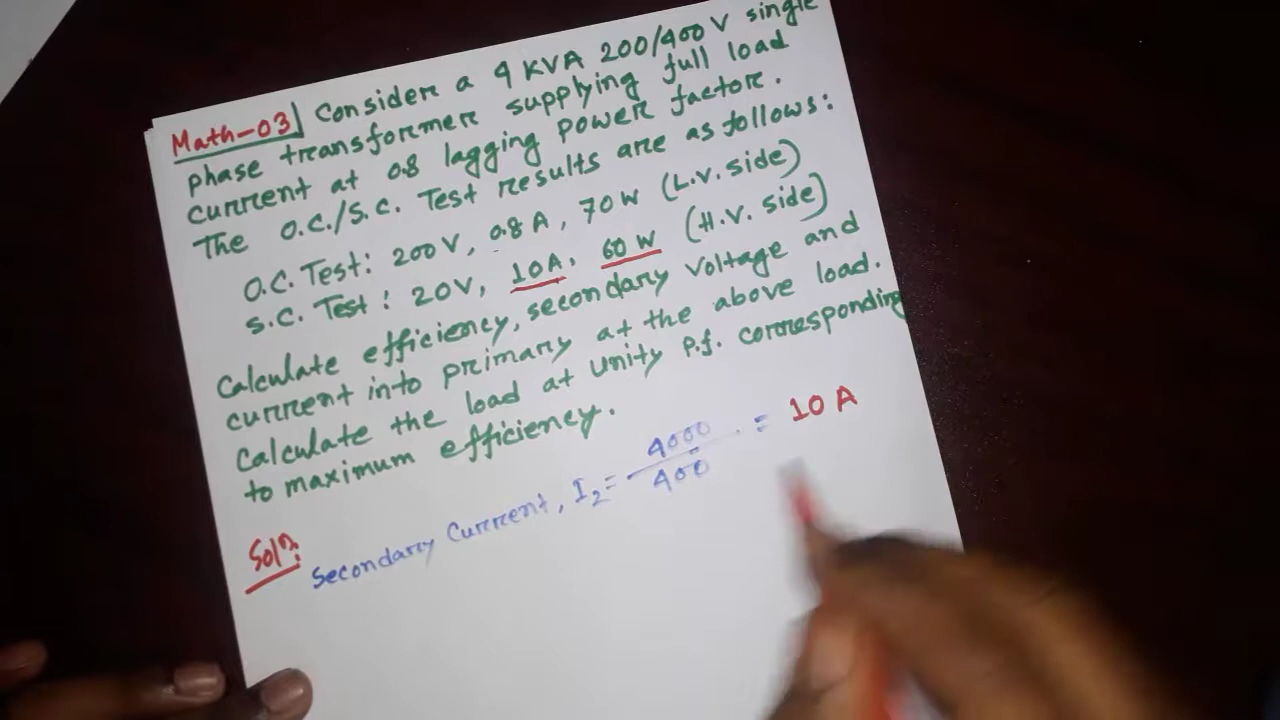 Math-03 Consider a 4 KVA 200/400 V single
phase transformer supplying full load
current at 0.8 lagging power factor.
The O.C./S.C. Test results are as follows:
O.C. Test: 200 V, 0.8 A, 70 W (L.V. side)
S.C. Test: 20 V, 10 A, 60 W (H.V. side)
Calculate efficiency, secondary voltage and
current into primary at the above load.
Calculate the load at unity P.f. corresponding
to maximum efficiency.
Solⁿ: Secondary Current, I₂ = 4000/400 = 10 A